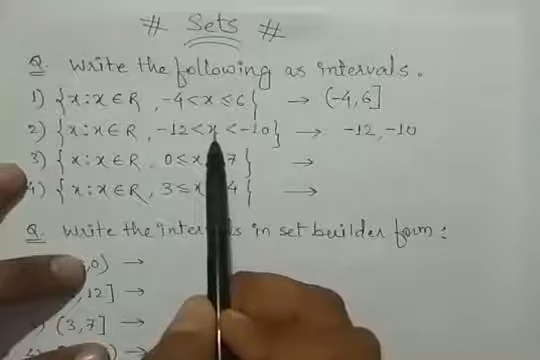 # Sets #
Q. Write the following as intervals.
1) {x : x ∈ R, -4 < x ≤ 6} → (-4, 6]
2) {x : x ∈ R, -12 < x < -10} → -12, -10
3) {x : x ∈ R, 0 ≤ x 7} →
4) {x : x ∈ R, 3 ≤ x 4} →
Q. Write the intervals in set builder form :
, 0) →
, 12] →
) (3, 7] →
) →